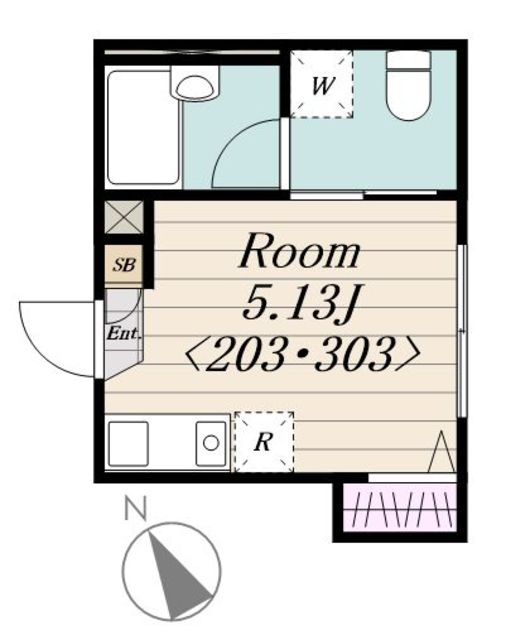 W
Room
SB
5.13J
Ent.
<203・303>
R
N